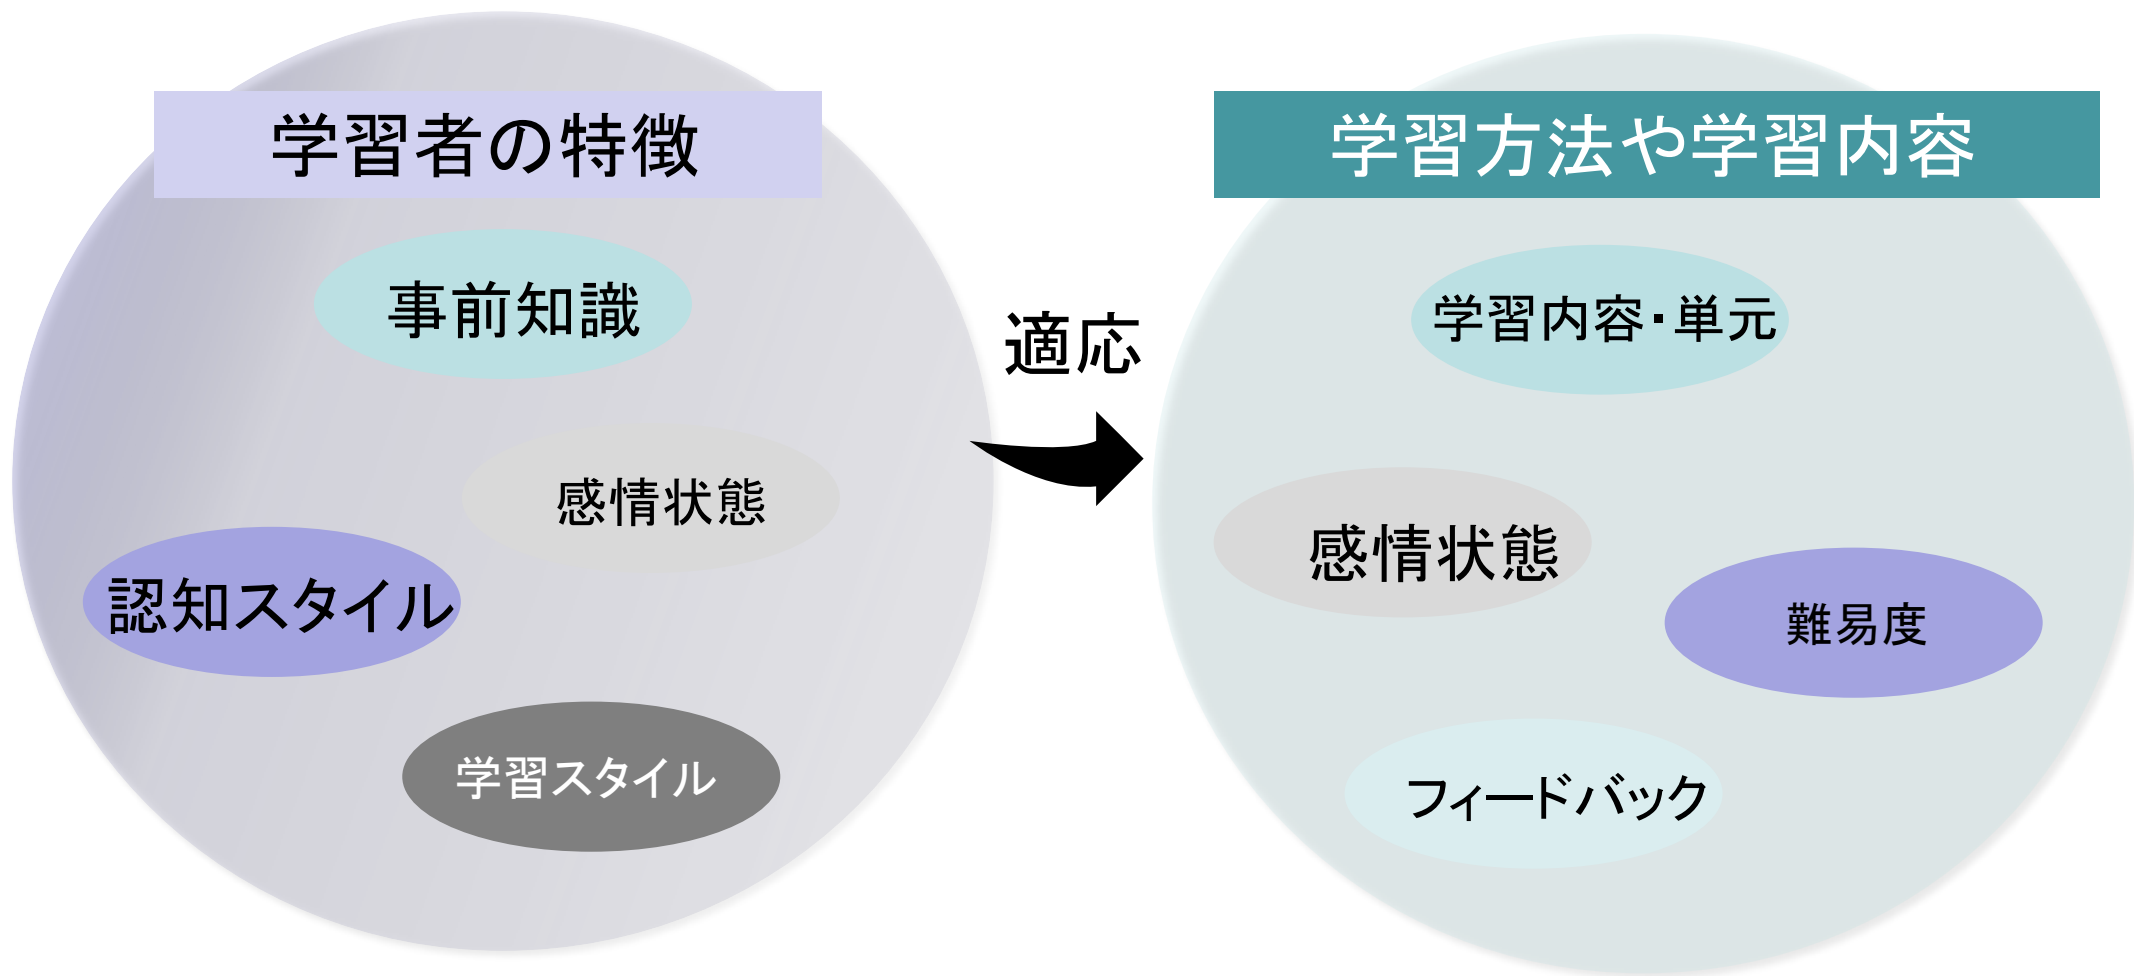 学習者の特徴
事前知識
感情状態
認知スタイル
学習スタイル
適応
学習方法や学習内容
学習内容・単元
感情状態
難易度
フィードバック